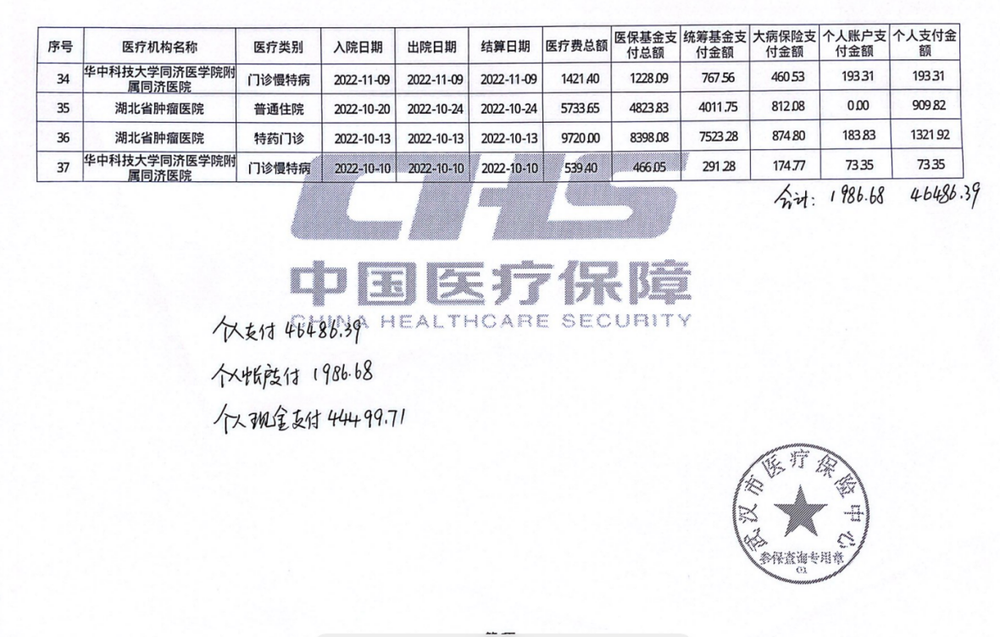 序号 医疗机构名称 医疗类别 入院日期 出院日期 结算日期 医疗费总额 医保基金支付总额 统筹基金支付金额 大病保险支付金额 个人账户支付金额 个人支付金额
34 华中科技大学同济医学院附属同济医院 门诊慢特病 2022-11-09 2022-11-09 2022-11-09 1421.40 1228.09 767.56 460.53 193.31 193.31
35 湖北省肿瘤医院 普通住院 2022-10-20 2022-10-24 2022-10-24 5733.65 4823.83 4011.75 812.08 0.00 909.82
36 湖北省肿瘤医院 特药门诊 2022-10-13 2022-10-13 2022-10-13 9720.00 8398.08 7523.28 874.80 183.83 1321.92
37 华中科技大学同济医学院附属同济医院 门诊慢特病 2022-10-10 2022-10-10 2022-10-10 539.40 466.05 291.28 174.77 73.35 73.35
合计: 1986.68 46486.39
CHS
中国医疗保障
CHINA HEALTHCARE SECURITY
个人支付 46486.39
个人帐户支付 1986.68
个人现金支付 44499.71
武汉市医疗保险中心
参保查询专用章